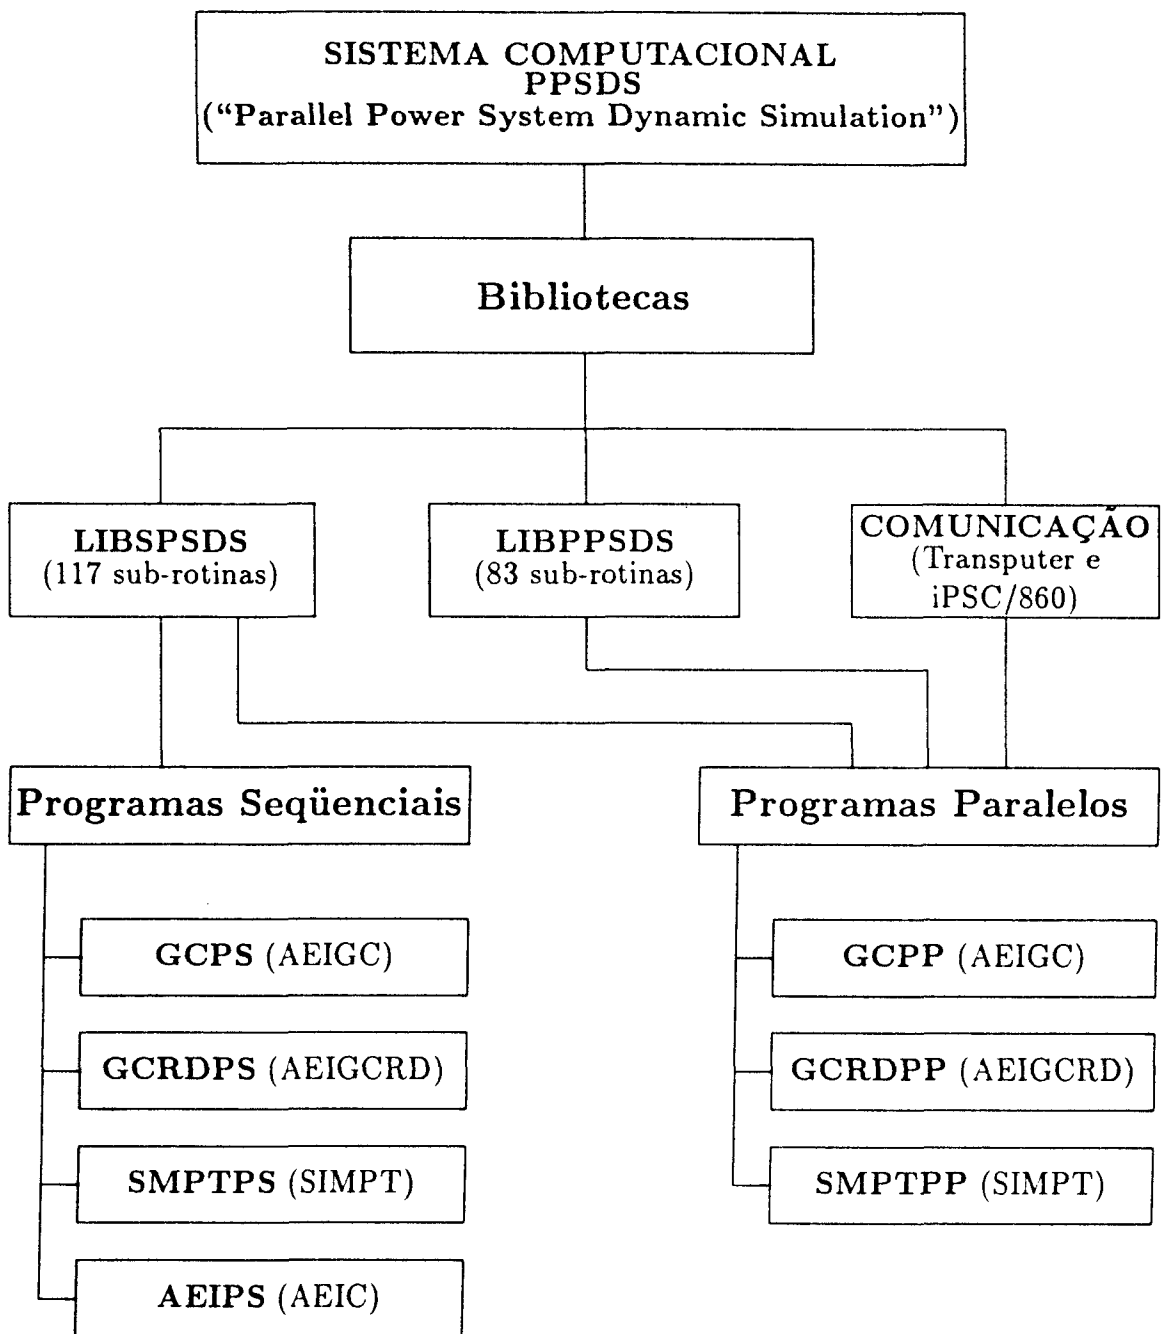 SISTEMA COMPUTACIONAL
PPSDS
(“Parallel Power System Dynamic Simulation”)
Bibliotecas
LIBSPSDS
(117 sub-rotinas)
LIBPPSDS
(83 sub-rotinas)
COMUNICAÇÃO
(Transputer e
iPSC/860)
Programas Seqüenciais
Programas Paralelos
GCPS (AEIGC)
GCPP (AEIGC)
GCRDPS (AEIGCRD)
GCRDPP (AEIGCRD)
SMPTPS (SIMPT)
SMPTPP (SIMPT)
AEIPS (AEIC)